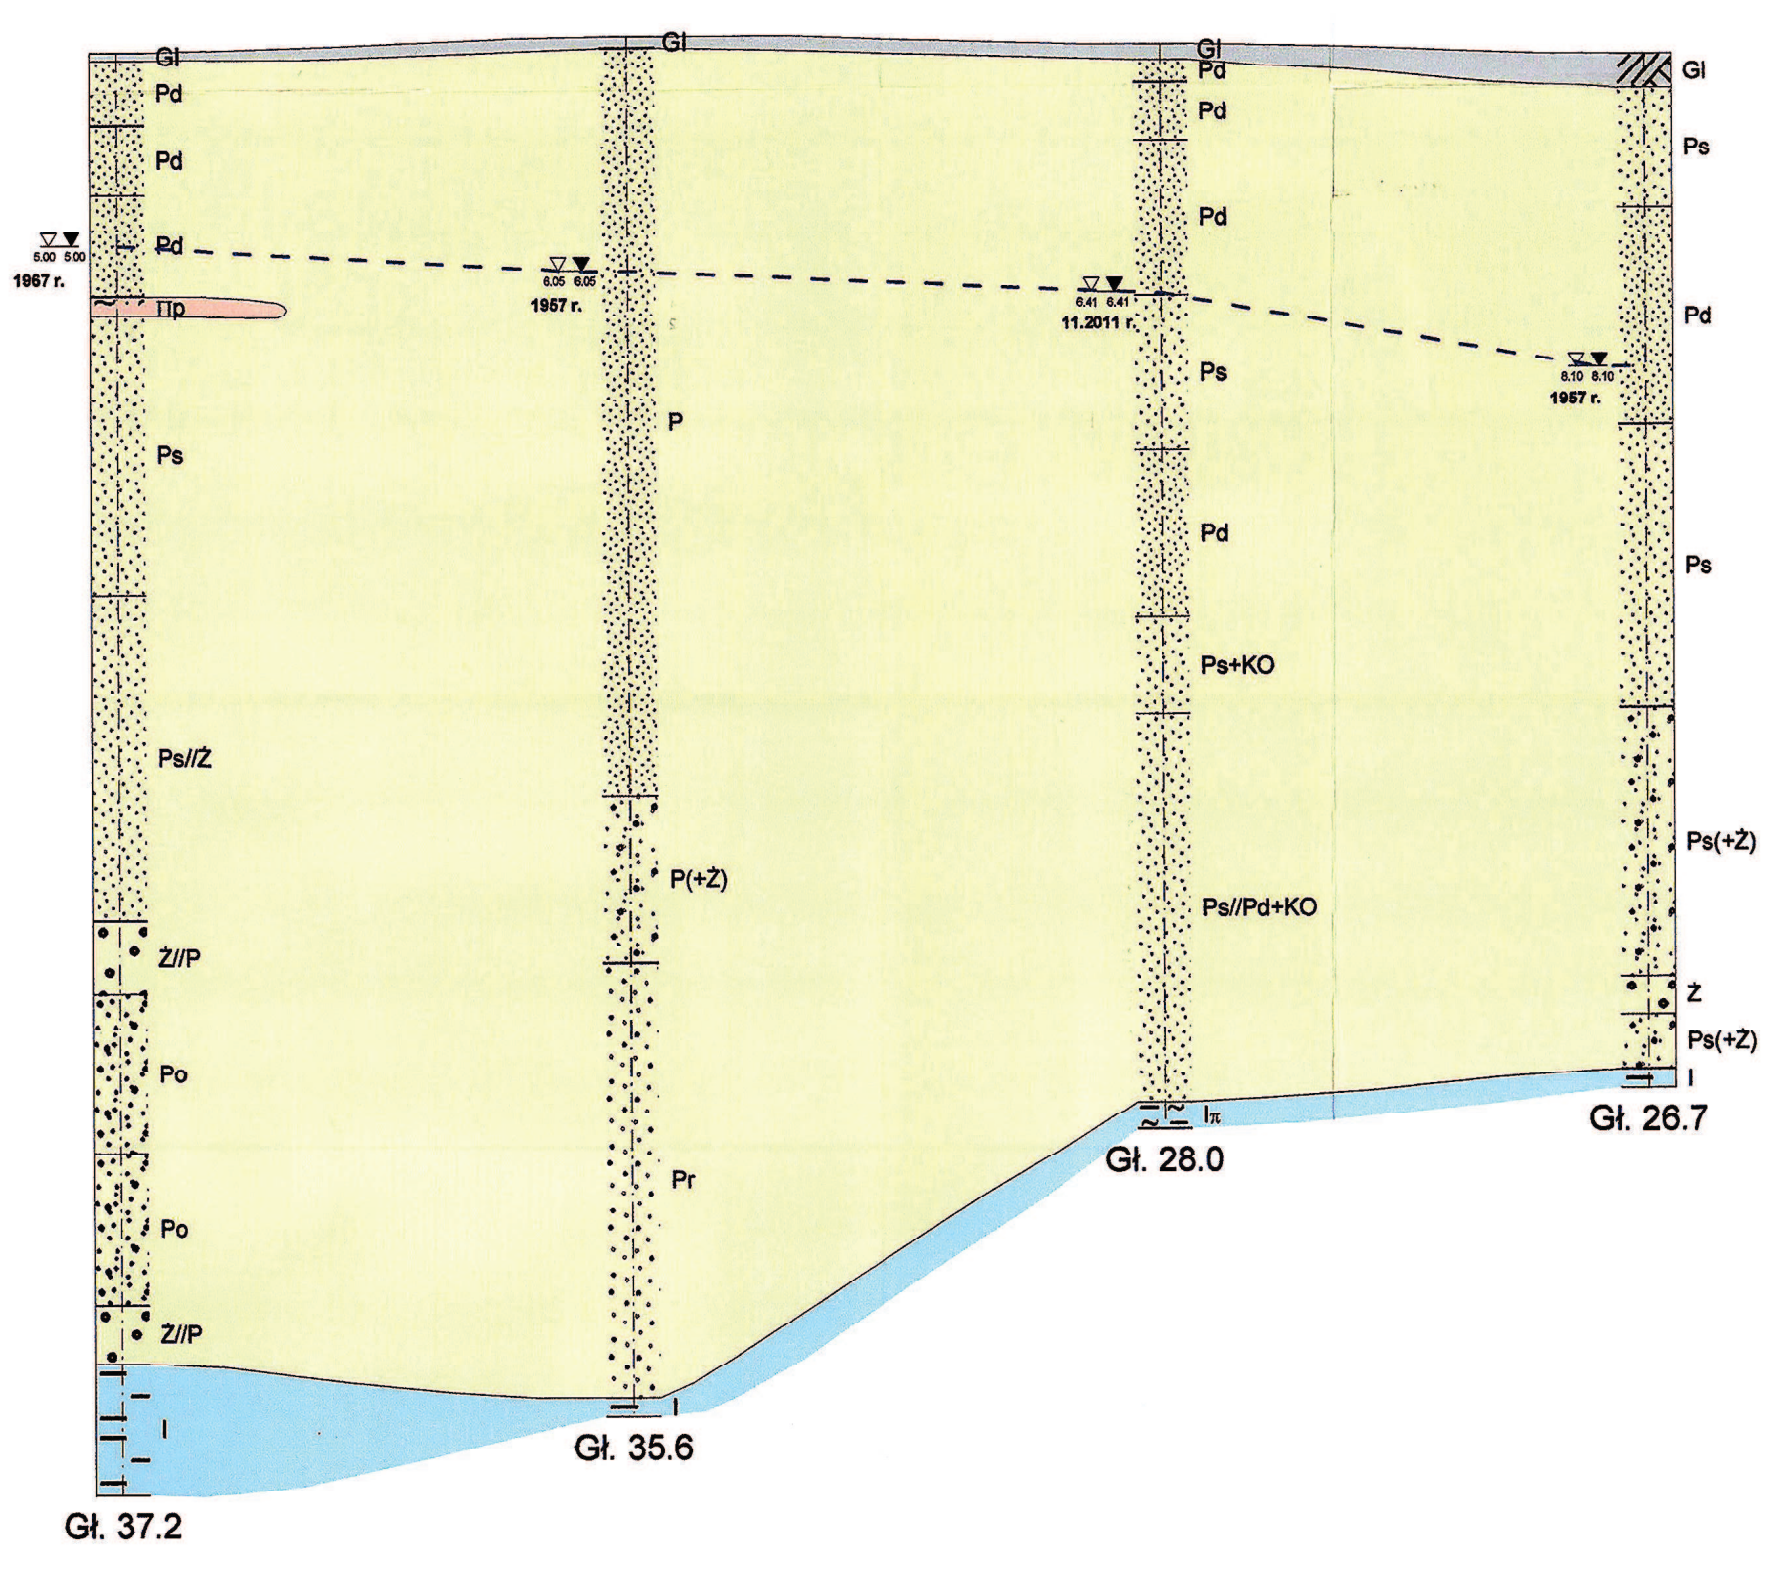 Gl
Pd
Pd
Pd
5.00 5.00
1967 r.
Πp
Ps
Ps//Ż
Ż//P
Po
Po
Ż//P
I
Gł. 37.2
Gl
6.05 6.05
1957 r.
P
P(+Ż)
Pr
I
Gł. 35.6
Gl
Pd
Pd
Pd
6.41 6.41
11.2011 r.
Ps
Pd
Ps+KO
Ps//Pd+KO
Iπ
Gł. 28.0
Gl
Ps
Pd
8.10 8.10
1957 r.
Ps
Ps(+Ż)
Ż
Ps(+Ż)
I
Gł. 26.7